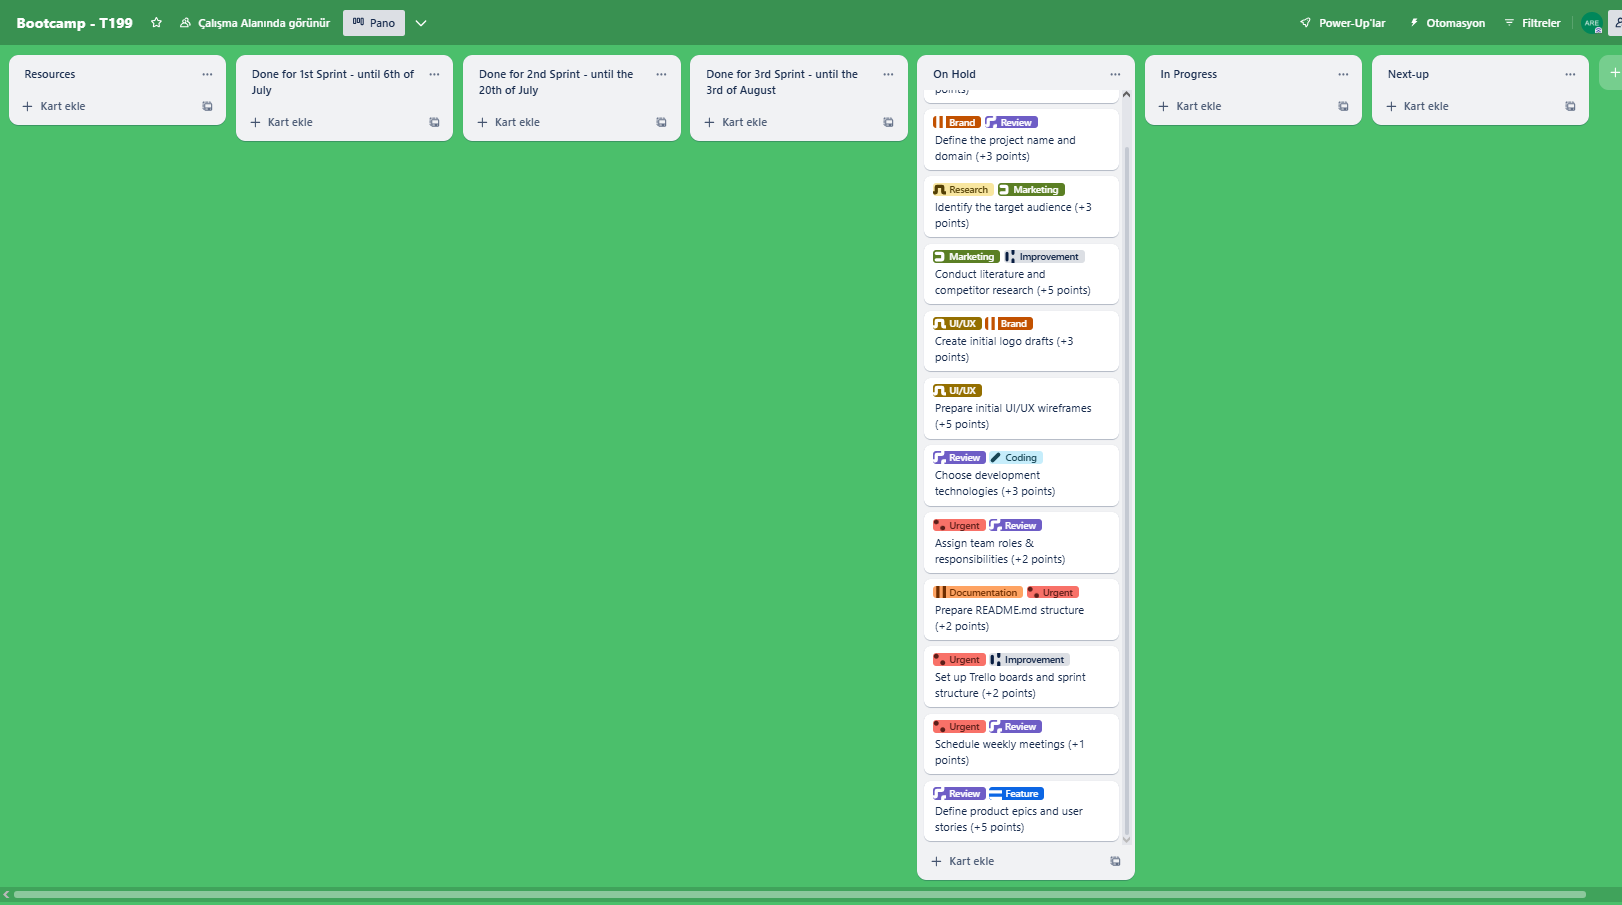 Bootcamp - T199
Çalışma Alanında görünür
Pano
Power-Up'lar
Otomasyon
Filtreler
ARE
Resources
Kart ekle
Done for 1st Sprint - until 6th of
July
Kart ekle
Done for 2nd Sprint - until the
20th of July
Kart ekle
Done for 3rd Sprint - until the
3rd of August
Kart ekle
On Hold
points)
Brand Review
Define the project name and
domain (+3 points)
Research Marketing
Identify the target audience (+3
points)
Marketing Improvement
Conduct literature and
competitor research (+5 points)
UI/UX Brand
Create initial logo drafts (+3
points)
UI/UX
Prepare initial UI/UX wireframes
(+5 points)
Review Coding
Choose development
technologies (+3 points)
Urgent Review
Assign team roles &
responsibilities (+2 points)
Documentation Urgent
Prepare README.md structure
(+2 points)
Urgent Improvement
Set up Trello boards and sprint
structure (+2 points)
Urgent Review
Schedule weekly meetings (+1
points)
Review Feature
Define product epics and user
stories (+5 points)
Kart ekle
In Progress
Kart ekle
Next-up
Kart ekle